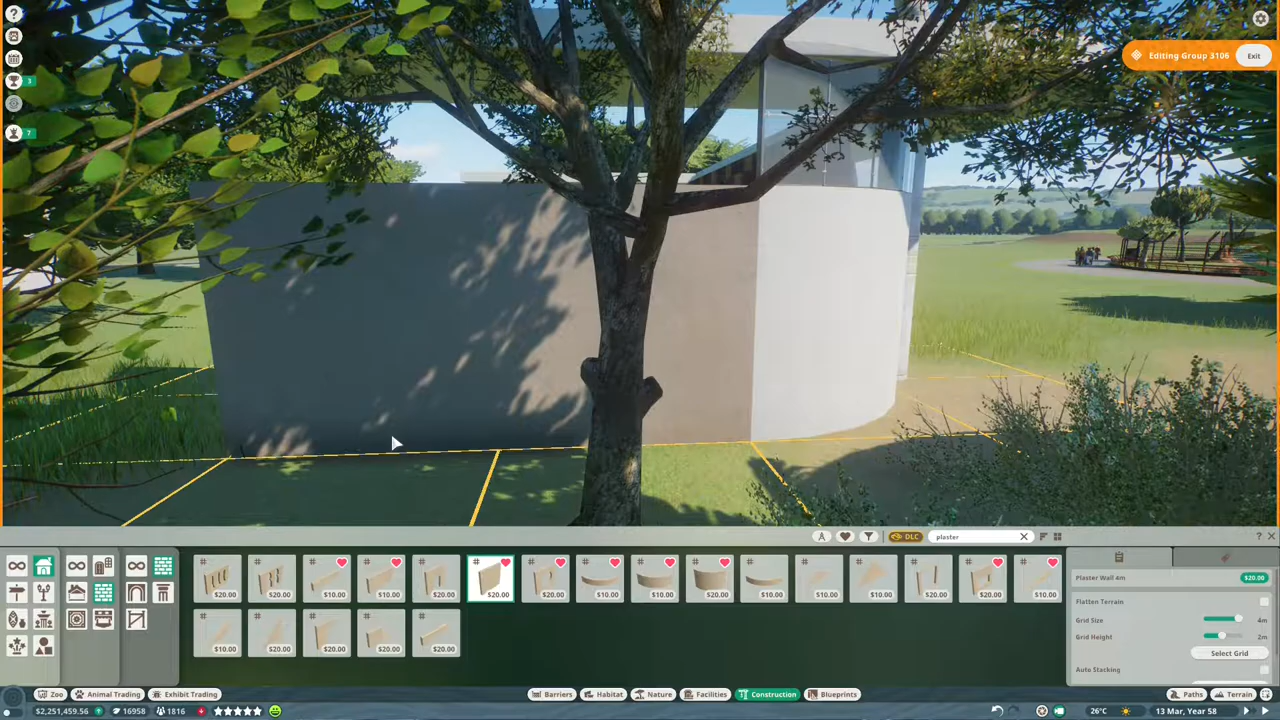 ?
Editing Group 3106 Exit
3
7
A DLC plaster
? X
# $20.00 # $20.00 # $10.00 # $10.00 # $20.00 # $20.00 # $20.00 # $10.00 # $10.00 # $20.00 # $10.00 # $10.00 # $10.00 # $20.00 # $20.00 # $10.00
# $10.00 # $20.00 # $20.00 # $20.00 # $20.00
Plaster Wall 4m $20.00
Flatten Terrain
Grid Size 4m
Grid Height 2m
Select Grid
Auto Stacking
Zoo Animal Trading Exhibit Trading Barriers Habitat Nature Facilities Construction Blueprints Paths Terrain
$2,251,459.56 16958 1816 26°C 13 Mar, Year 58